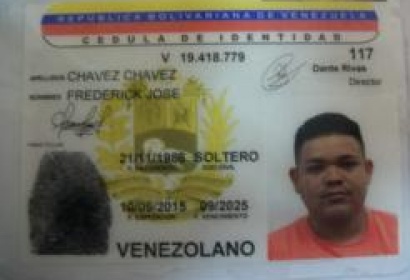 REPUBLICA BOLIVARIANA DE VENEZUELA
CEDULA DE IDENTIDAD
V 19.418.779
117
APELLIDOS CHAVEZ CHAVEZ
Dante Rivas
Director
NOMBRES FREDERICK JOSE
21/11/1986 SOLTERO
F. NACIMIENTO EDO. CIVIL
10/05/2015 09/2025
F. EXPEDICION F. VENCIMIENTO
VENEZOLANO